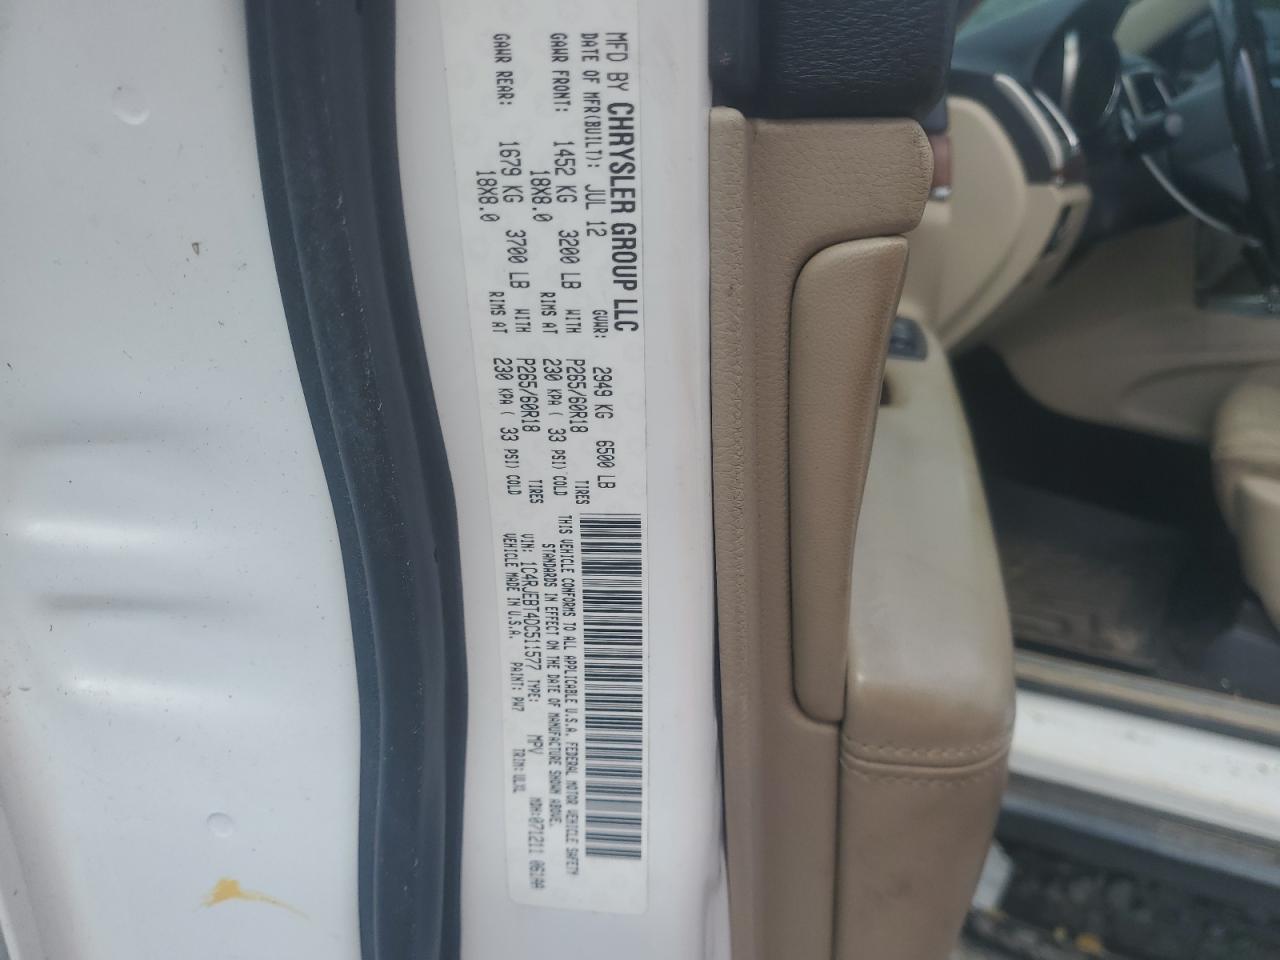 MFD BY CHRYSLER GROUP LLC
DATE OF MFR(BUILT): JUL 12 GVWR: 2949 KG 6500 LB
GAWR FRONT: 1452 KG 3200 LB WITH P265/60R18 TIRES
18X8.0 RIMS AT 230 KPA ( 33 PSI) COLD
GAWR REAR: 1679 KG 3700 LB WITH P265/60R18 TIRES
18X8.0 RIMS AT 230 KPA ( 33 PSI) COLD
THIS VEHICLE CONFORMS TO ALL APPLICABLE U.S.A. FEDERAL MOTOR VEHICLE SAFETY
STANDARDS IN EFFECT ON THE DATE OF MANUFACTURE SHOWN ABOVE.
VIN: 1C4RJEBT4DC511577 TYPE: MPV MDH:071211 061400
VEHICLE MADE IN U.S.A. PAINT: PW7 TRIM: ULXL